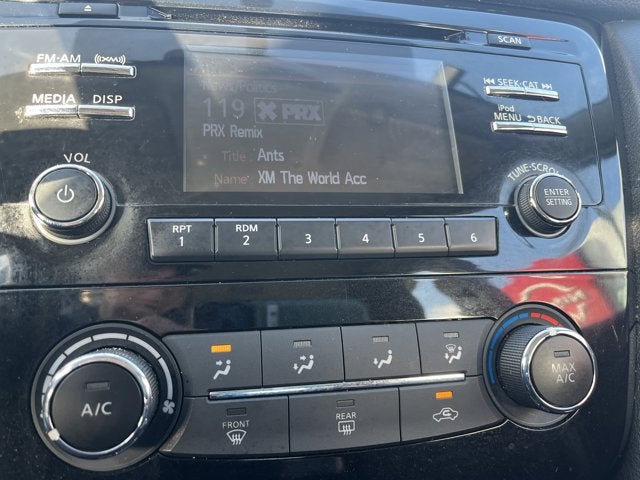 SCAN
FM·AM ((XM))
MEDIA DISP
119 PRX
PRX Remix
Title : Ants
Name : XM The World Acc
SEEK·CAT
iPod
MENU BACK
VOL
TUNE·SCROLL
ENTER
SETTING
RPT
1
RDM
2
3
4
5
6
A/C
MAX
A/C
FRONT
REAR